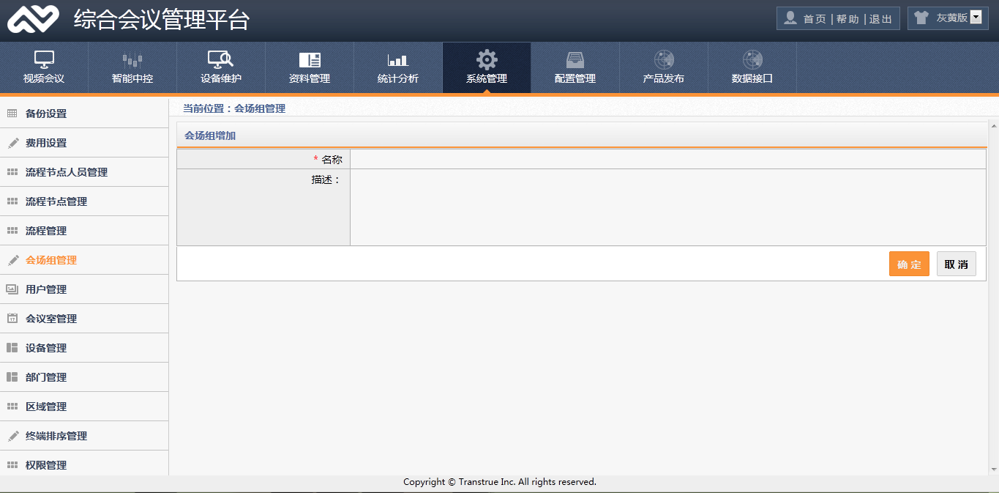 综合会议管理平台
首页 | 帮助 | 退出
灰黄版
视频会议
智能中控
设备维护
资料管理
统计分析
系统管理
配置管理
产品发布
数据接口
备份设置
费用设置
流程节点人员管理
流程节点管理
流程管理
会场组管理
用户管理
会议室管理
设备管理
部门管理
区域管理
终端排序管理
权限管理
当前位置：会场组管理
会场组增加
* 名称
描述：
确 定
取 消
Copyright © Transtrue Inc. All rights reserved.